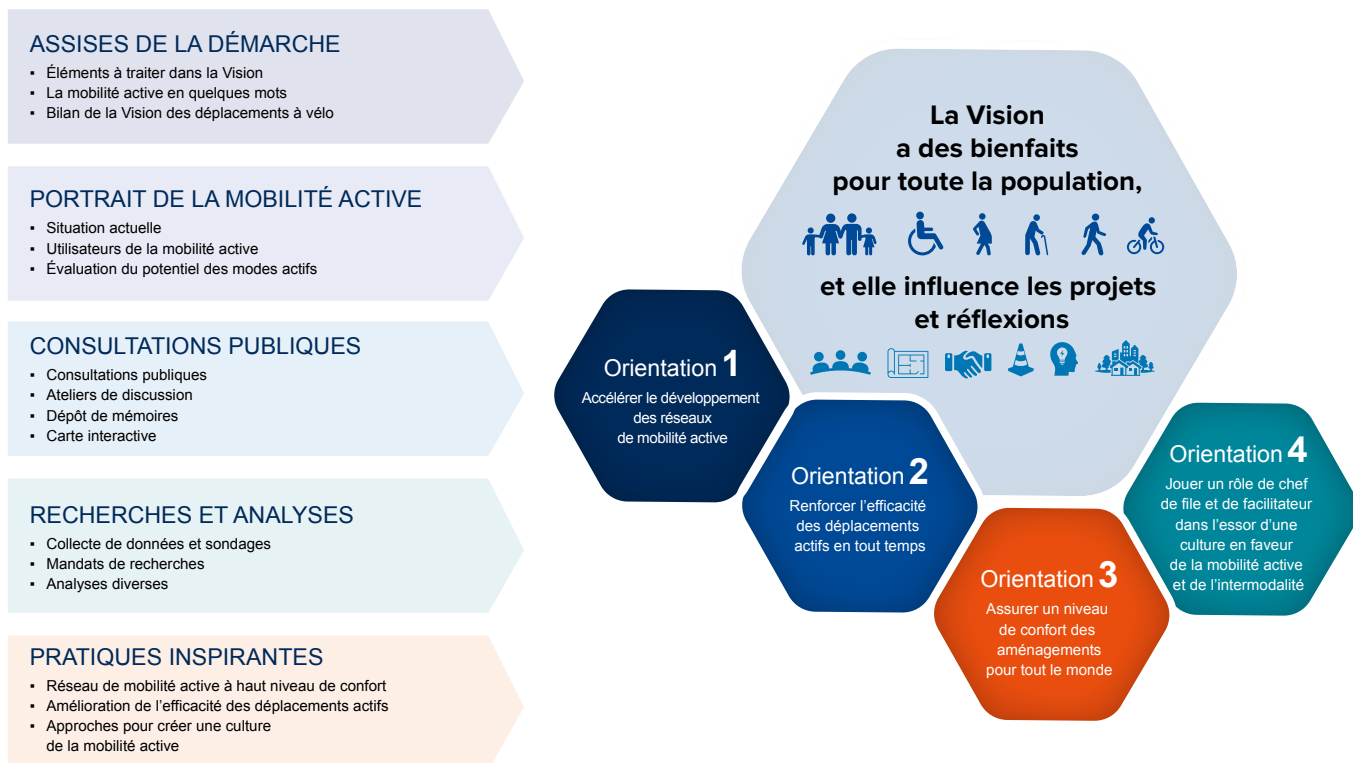 ASSISES DE LA DÉMARCHE
▪ Éléments à traiter dans la Vision
▪ La mobilité active en quelques mots
▪ Bilan de la Vision des déplacements à vélo
PORTRAIT DE LA MOBILITÉ ACTIVE
▪ Situation actuelle
▪ Utilisateurs de la mobilité active
▪ Évaluation du potentiel des modes actifs
CONSULTATIONS PUBLIQUES
▪ Consultations publiques
▪ Ateliers de discussion
▪ Dépôt de mémoires
▪ Carte interactive
RECHERCHES ET ANALYSES
▪ Collecte de données et sondages
▪ Mandats de recherches
▪ Analyses diverses
PRATIQUES INSPIRANTES
▪ Réseau de mobilité active à haut niveau de confort
▪ Amélioration de l’efficacité des déplacements actifs
▪ Approches pour créer une culture
de la mobilité active
La Vision
a des bienfaits
pour toute la population,
et elle influence les projets
et réflexions
Orientation 1
Accélérer le développement
des réseaux
de mobilité active
Orientation 2
Renforcer l’efficacité
des déplacements
actifs en tout temps
Orientation 3
Assurer un niveau
de confort des
aménagements
pour tout le monde
Orientation 4
Jouer un rôle de chef
de file et de facilitateur
dans l’essor d’une
culture en faveur
de la mobilité active
et de l’intermodalité